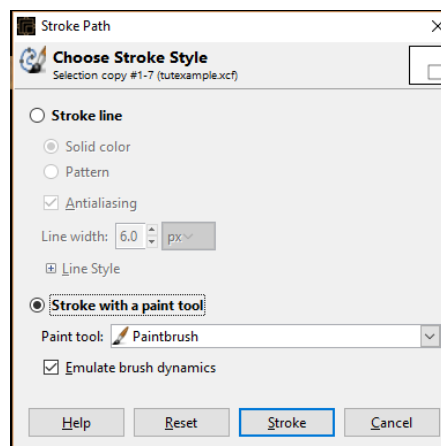 Stroke Path
Choose Stroke Style
Selection copy #1-7 (tutexample.xcf)
Stroke line
Solid color
Pattern
Antialiasing
Line width: 6.0 px
Line Style
Stroke with a paint tool
Paint tool: Paintbrush
Emulate brush dynamics
Help Reset Stroke Cancel